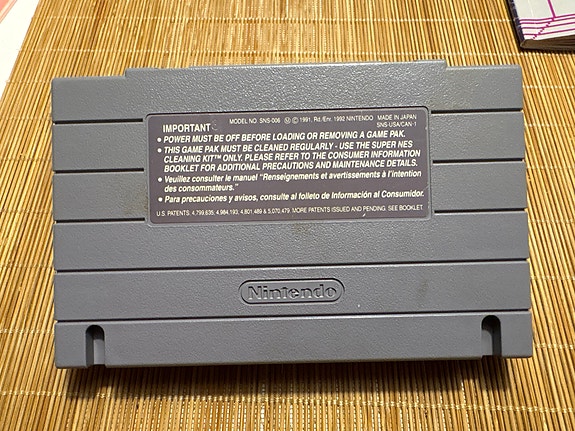 IMPORTANT
MODEL NO. SNS-006 Ⓜ © 1991, Rd./Env. 1992 NINTENDO MADE IN JAPAN
SNS-USA/CAN-1
• POWER MUST BE OFF BEFORE LOADING OR REMOVING A GAME PAK.
• THIS GAME PAK MUST BE CLEANED REGULARLY - USE THE SUPER NES
CLEANING KIT™ ONLY. PLEASE REFER TO THE CONSUMER INFORMATION
BOOKLET FOR ADDITIONAL PRECAUTIONS AND MAINTENANCE DETAILS.
• Veuillez consulter le manuel "Renseignements et avertissements à l'intention
des consommateurs."
• Para precauciones y avisos, consulte al folleto de Información al Consumidor.
U.S. PATENTS: 4,799,635; 4,984,193; 4,801,489 & 5,070,479. MORE PATENTS ISSUED AND PENDING. SEE BOOKLET.
Nintendo